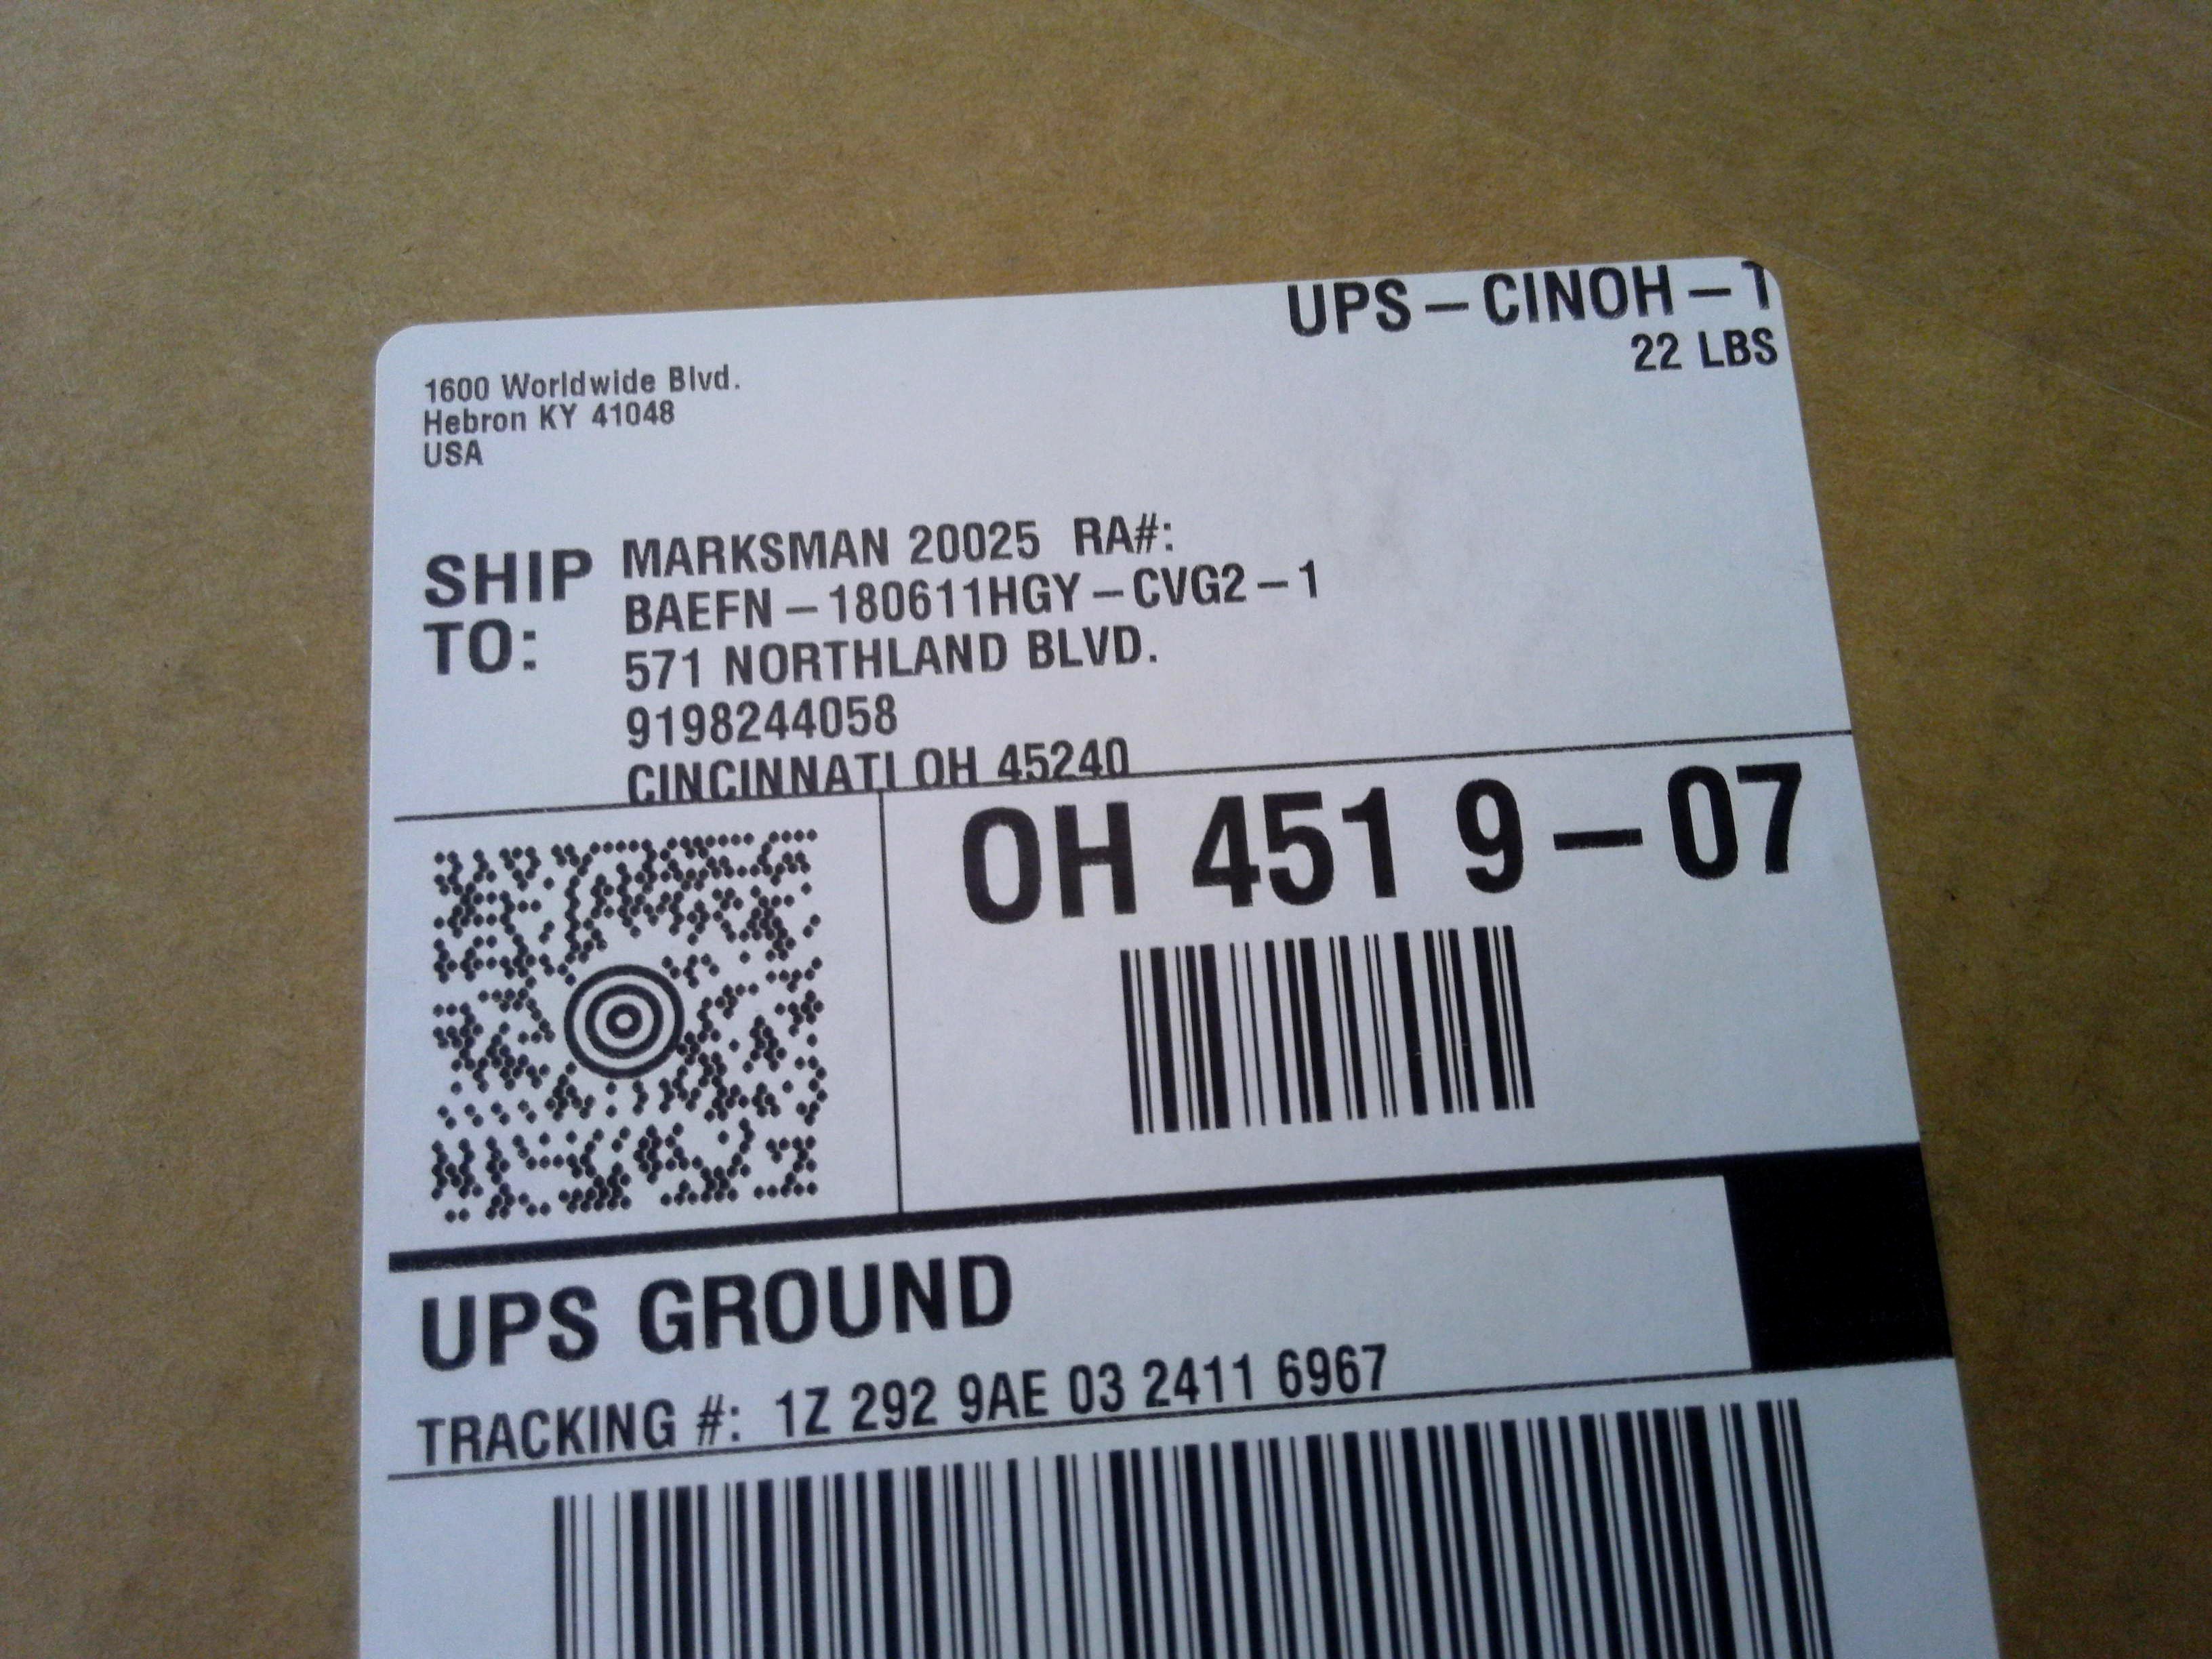 UPS – CINOH – 1
22 LBS
1600 Worldwide Blvd.
Hebron KY 41048
USA
SHIP TO:
MARKSMAN 20025 RA#:
BAEFN – 180611HGY – CVG2 – 1
571 NORTHLAND BLVD.
9198244058
CINCINNATI OH 45240
OH 451 9 – 07
UPS GROUND
TRACKING #: 1Z 292 9AE 03 2411 6967